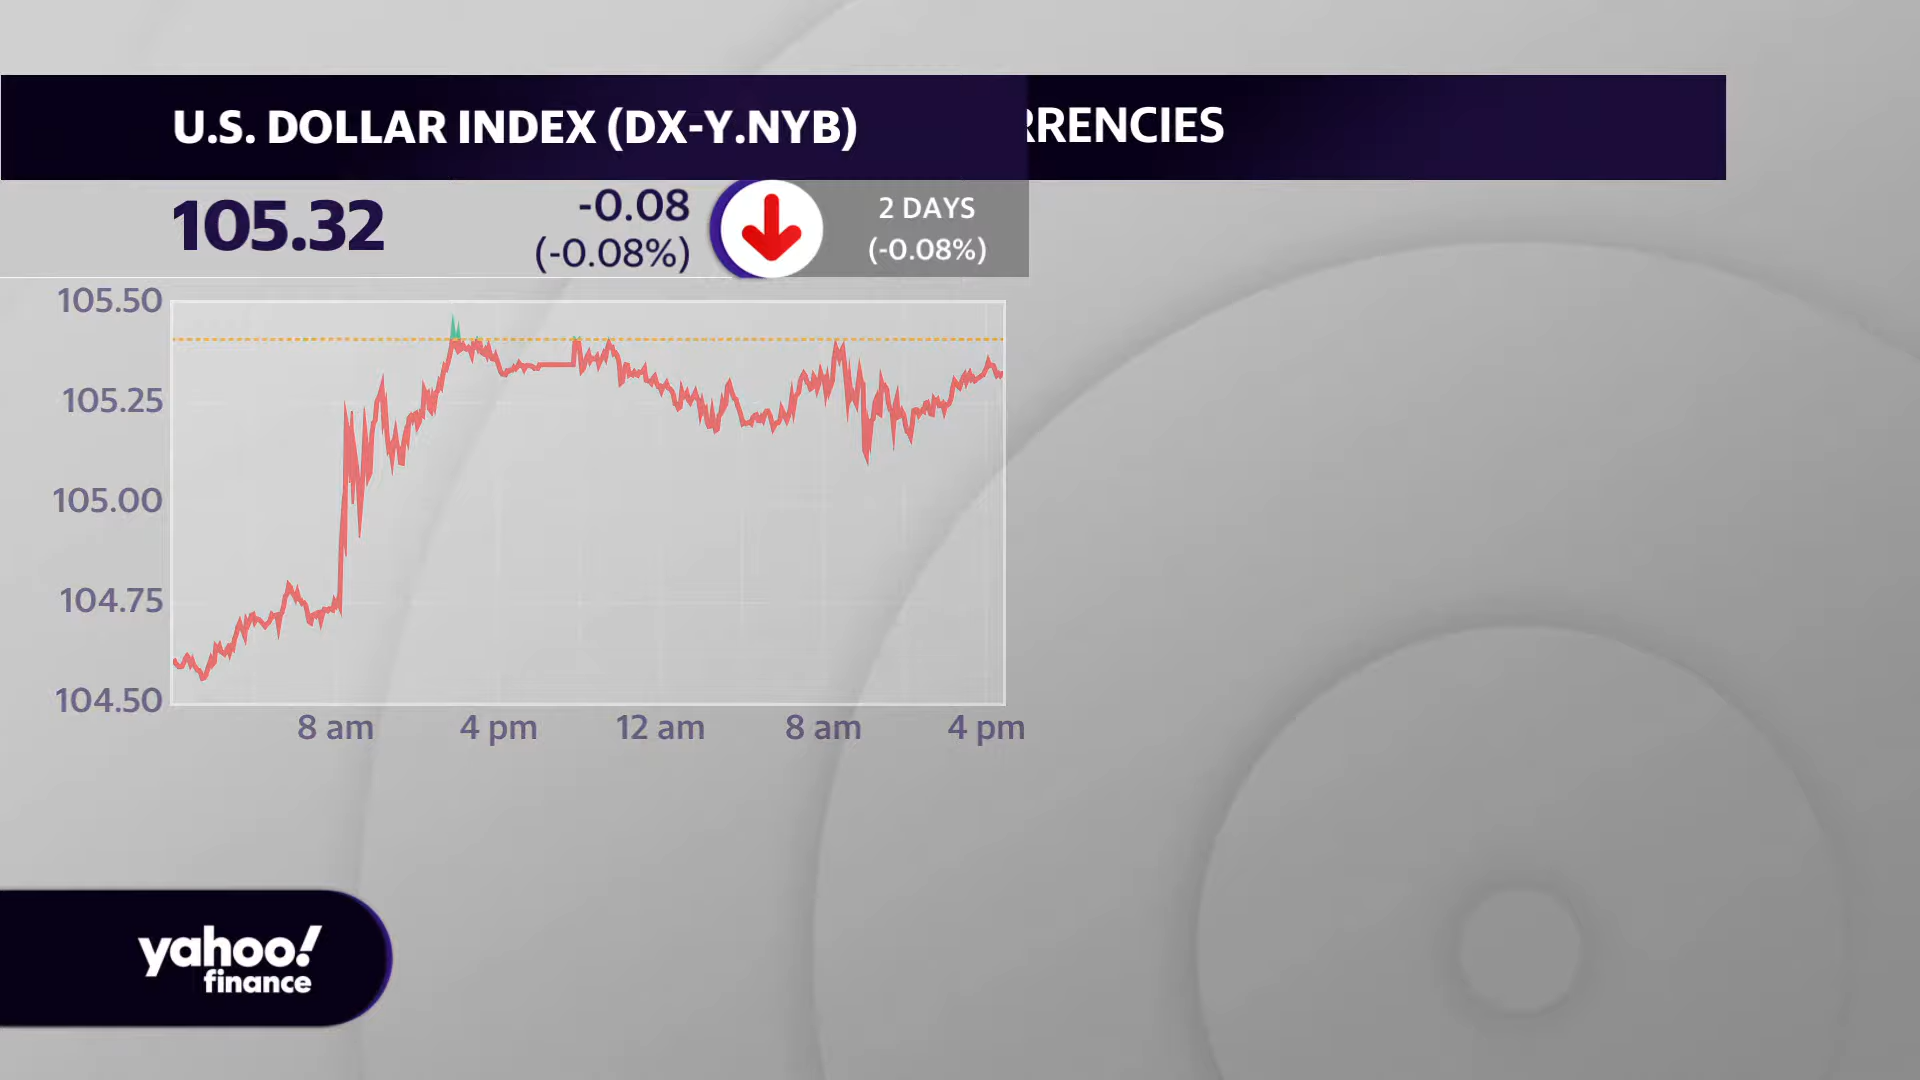 U.S. DOLLAR INDEX (DX-Y.NYB)
RRENCIES
105.32
-0.08
(-0.08%)
2 DAYS
(-0.08%)
105.50
105.25
105.00
104.75
104.50
8 am 4 pm 12 am 8 am 4 pm
yahoo!
finance